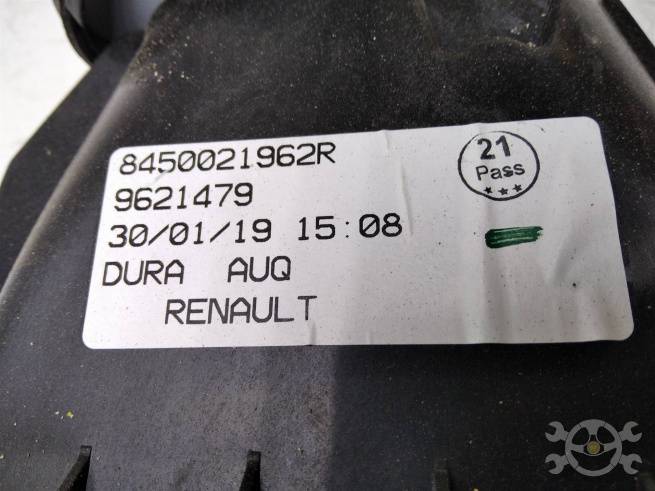 8450021962R
9621479
30/01/19 15:08
DURA AUQ
RENAULT
21
Pass